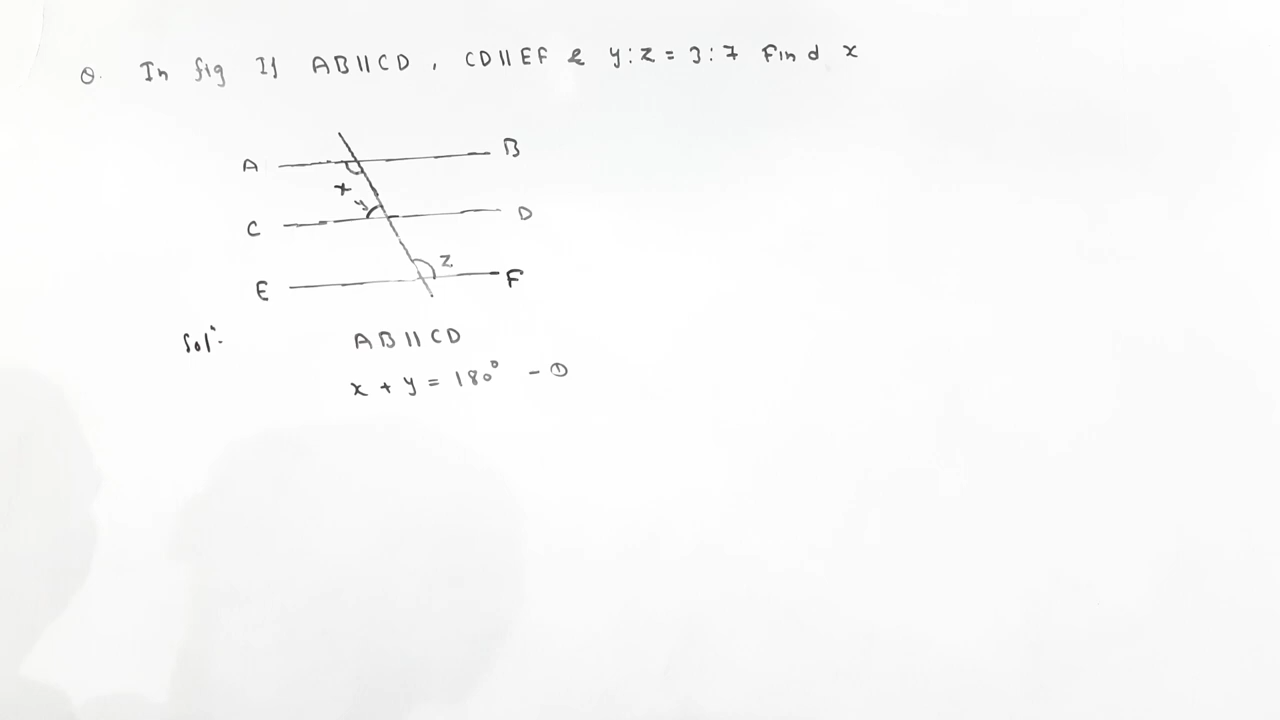 Q. In fig If AB||CD, CD||EF & y:z = 3:7 Find x
A B
x
y
C D
z
E F
Sol":
AB||CD
x + y = 180° - ①